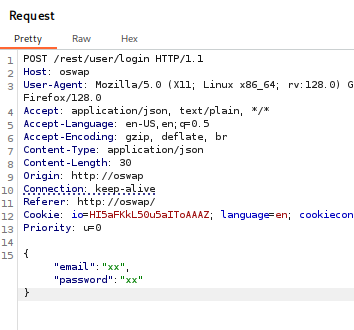 Request
Pretty Raw Hex
1 POST /rest/user/login HTTP/1.1
2 Host: oswap
3 User-Agent: Mozilla/5.0 (X11; Linux x86_64; rv:128.0) G
Firefox/128.0
4 Accept: application/json, text/plain, */*
5 Accept-Language: en-US,en;q=0.5
6 Accept-Encoding: gzip, deflate, br
7 Content-Type: application/json
8 Content-Length: 30
9 Origin: http://oswap
10 Connection: keep-alive
11 Referer: http://oswap/
12 Cookie: io=HI5aFKkL50u5aIToAAAZ; language=en; cookiecon
13 Priority: u=0
14
15 {
"email":"xx",
"password":"xx"
}